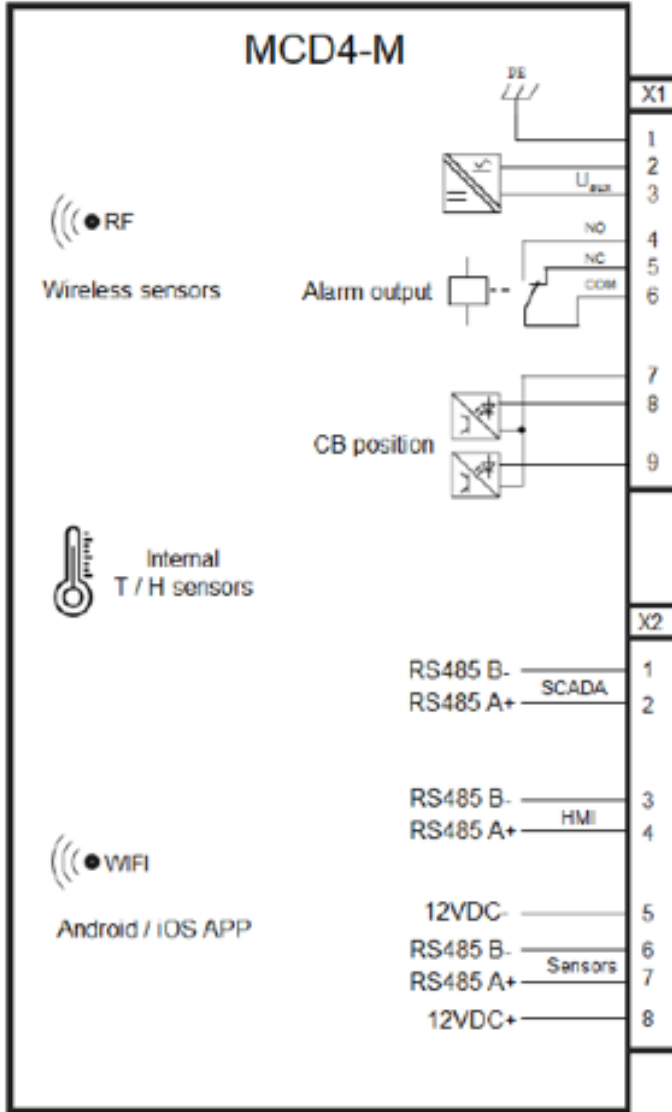 MCD4-M
PE
X1
1
2
U aux
3
NO
4
RF
NC
5
Wireless sensors
Alarm output
COM
6
7
8
CB position
9
Internal
T / H sensors
X2
RS485 B-
1
SCADA
RS485 A+
2
RS485 B-
3
HMI
RS485 A+
4
WIFI
12VDC-
5
Android / iOS APP
RS485 B-
6
Sensors
RS485 A+
7
12VDC+
8